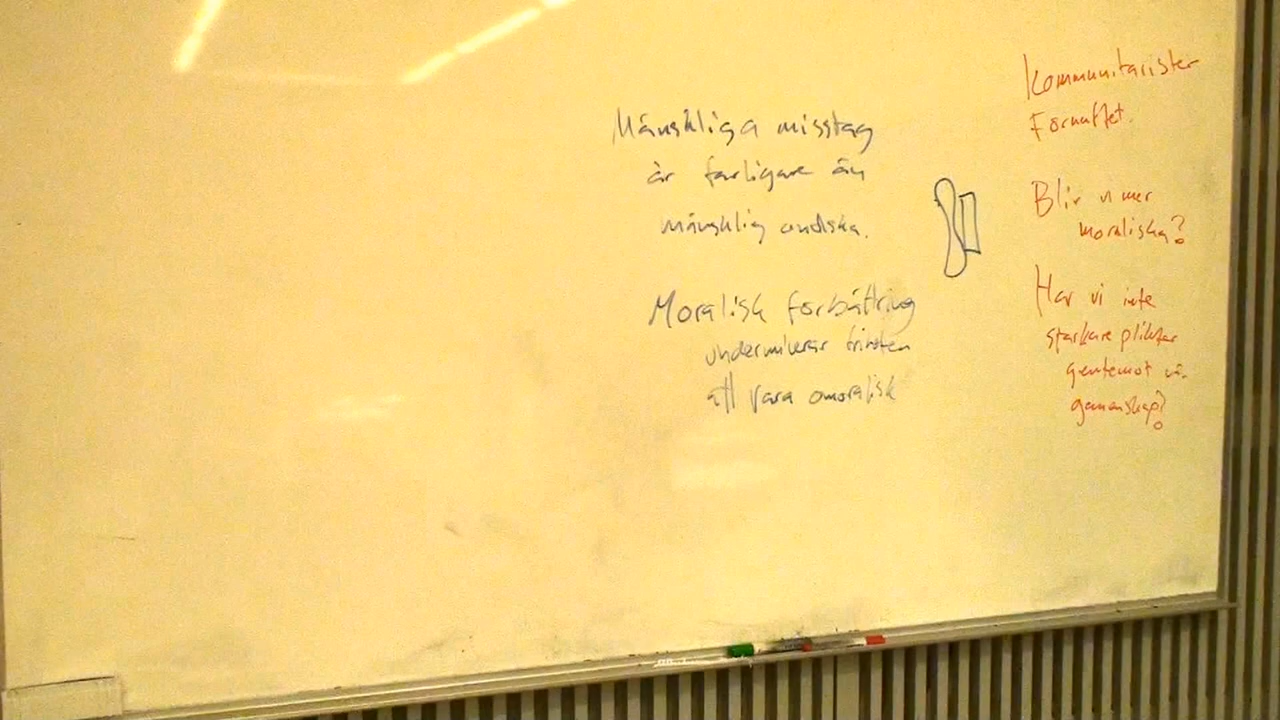 Mänskliga misstag
är farligare än
mänsklig ondska.
Moralisk förbättring
underminerar friheten
att vara omoralisk
Kommunitarister
Förnuftet.
Blir vi mer
moraliska?
Har vi inte
starkare plikter
gentemot vår
gemenskap?